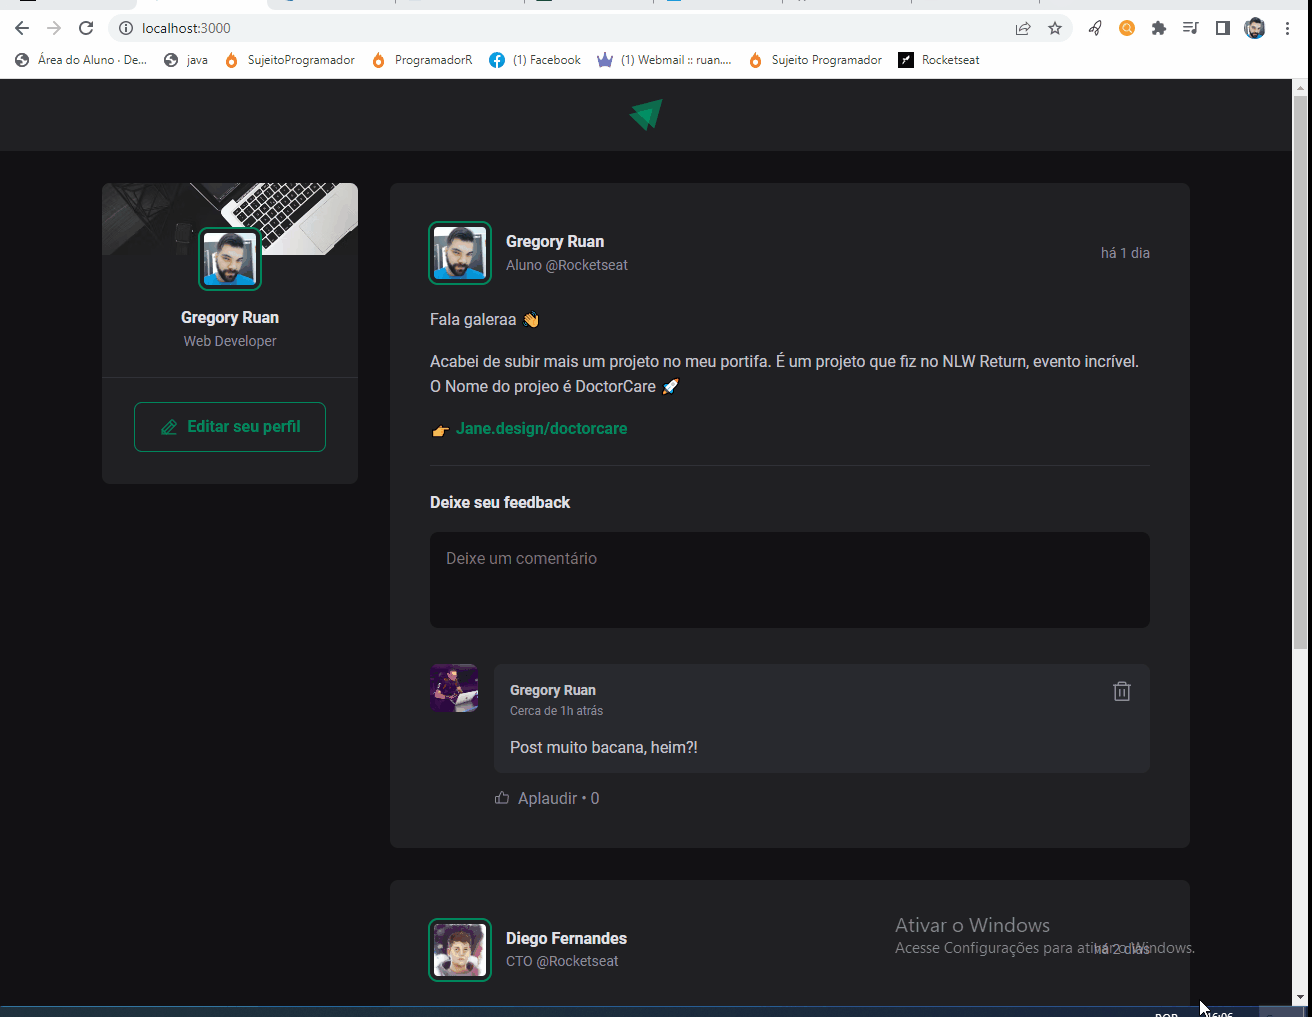 localhost:3000
Área do Aluno · De...
java
SujeitoProgramador
ProgramadorR
(1) Facebook
(1) Webmail :: ruan....
Sujeito Programador
Rocketseat
Gregory Ruan
Web Developer
Editar seu perfil
Gregory Ruan
Aluno @Rocketseat
há 1 dia
Fala galeraa 👋
Acabei de subir mais um projeto no meu portifa. É um projeto que fiz no NLW Return, evento incrível.
O Nome do projeo é DoctorCare 🚀
👉 Jane.design/doctorcare
Deixe seu feedback
Deixe um comentário
Gregory Ruan
Cerca de 1h atrás
Post muito bacana, heim?!
Aplaudir • 0
Diego Fernandes
CTO @Rocketseat
há 2 dias
Ativar o Windows
Acesse Configurações para ativar o Windows.